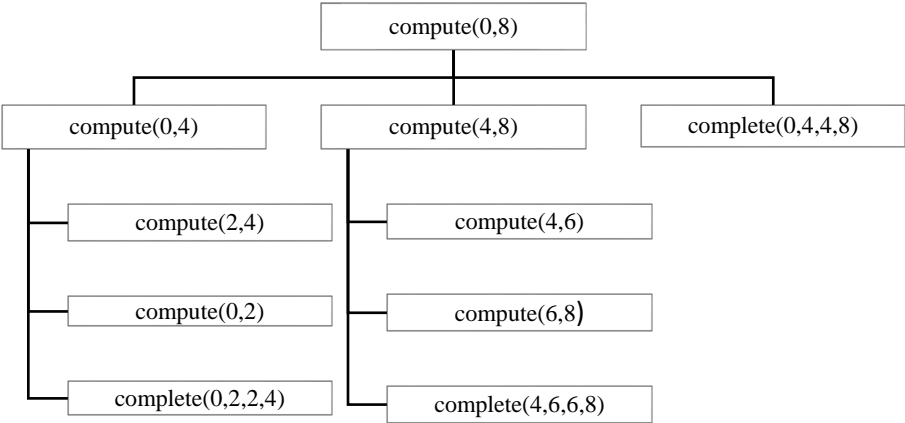 compute(0,8)
compute(0,4)
compute(4,8)
complete(0,4,4,8)
compute(2,4)
compute(0,2)
complete(0,2,2,4)
compute(4,6)
compute(6,8)
complete(4,6,6,8)